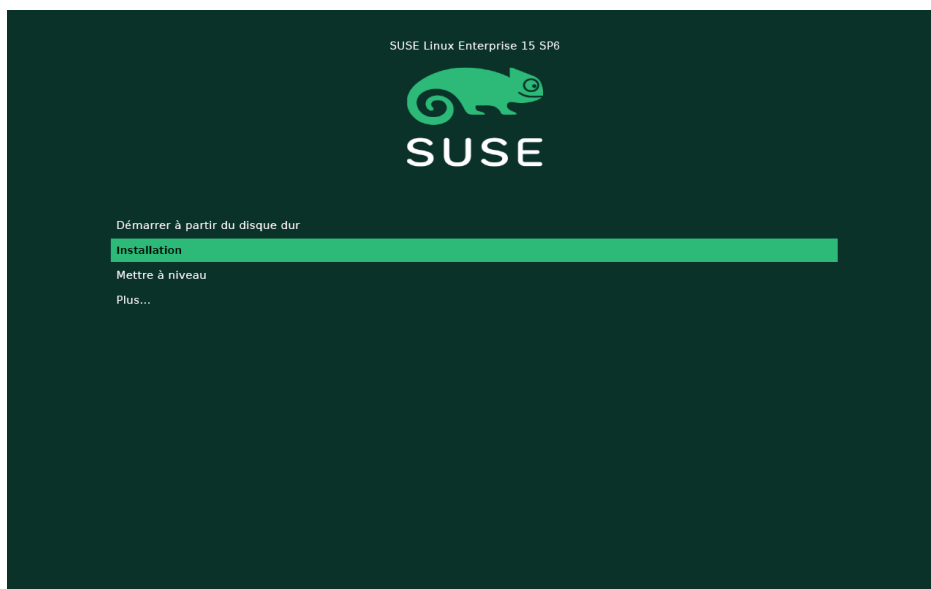 SUSE Linux Enterprise 15 SP6
SUSE
Démarrer à partir du disque dur
Installation
Mettre à niveau
Plus...